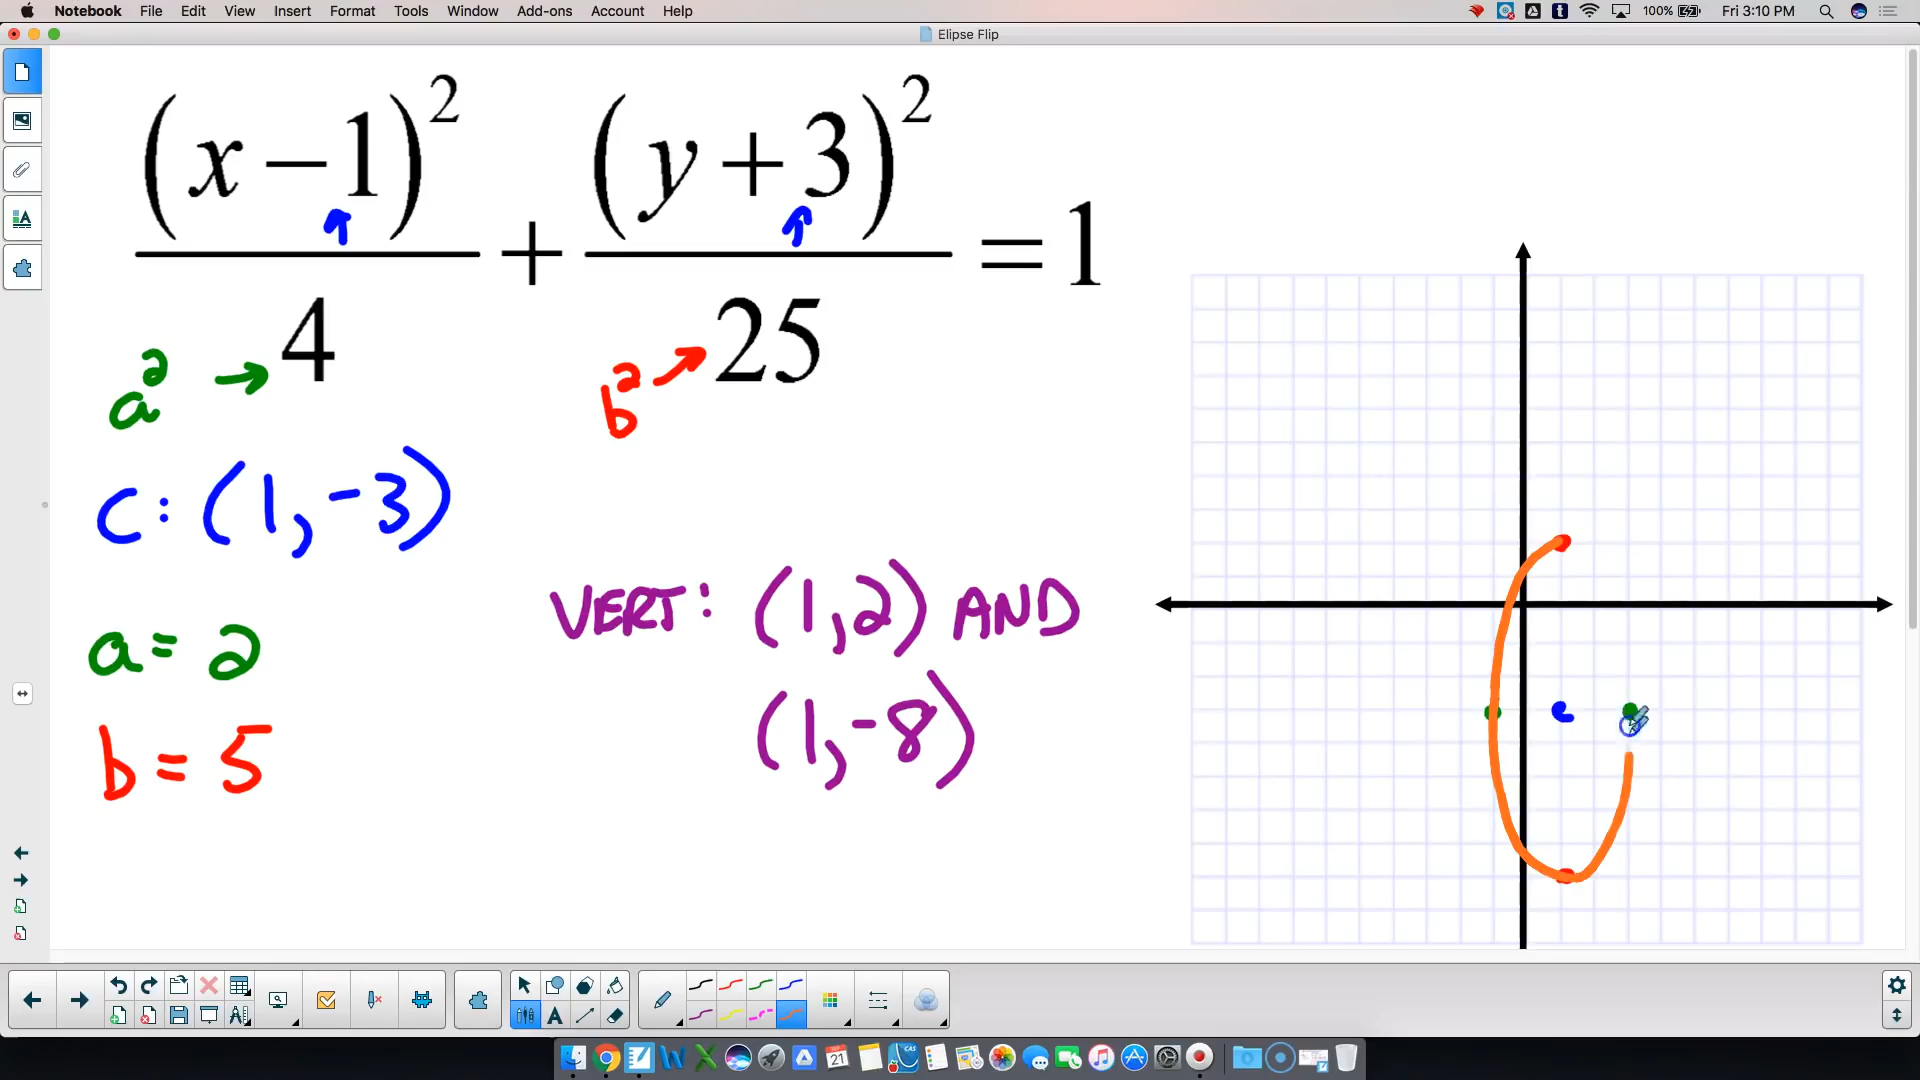 Notebook File Edit View Insert Format Tools Window Add-ons Account Help 100% Fri 3:10 PM
Elipse Flip
(x−1)²/4 + (y+3)²/25 = 1
a² → b² →
C: (1, -3)
VERT: (1,2) AND
(1,-8)
a = 2
b = 5